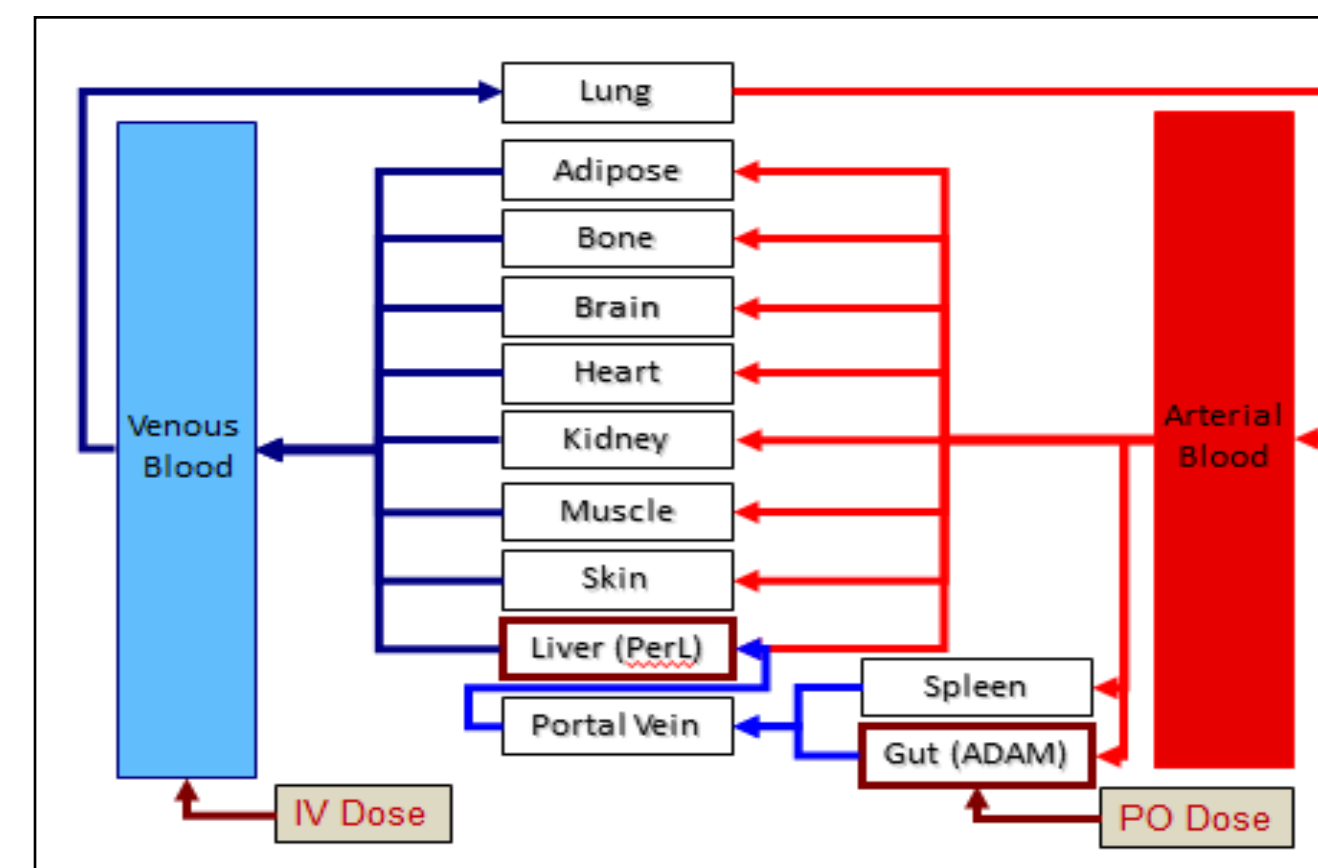 Lung
Adipose
Bone
Brain
Heart
Kidney
Muscle
Skin
Liver (PerL)
Portal Vein
Venous
Blood
Arterial
Blood
Spleen
Gut (ADAM)
IV Dose
PO Dose